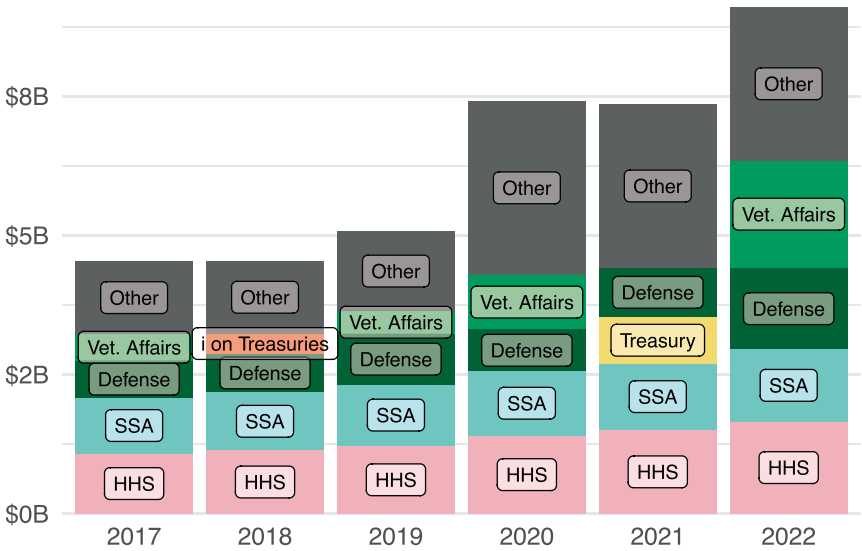 Other
$8B
Other
Other
Vet. Affairs
$5B
Other
Other
Other
Defense
Vet. Affairs
Vet. Affairs
Defense
Vet. Affairs
i on Treasuries
Treasury
Defense
Defense
$2B
Defense
Defense
SSA
SSA
SSA
SSA
SSA
SSA
HHS
HHS
HHS
HHS
HHS
HHS
$0B
2017 2018 2019 2020 2021 2022